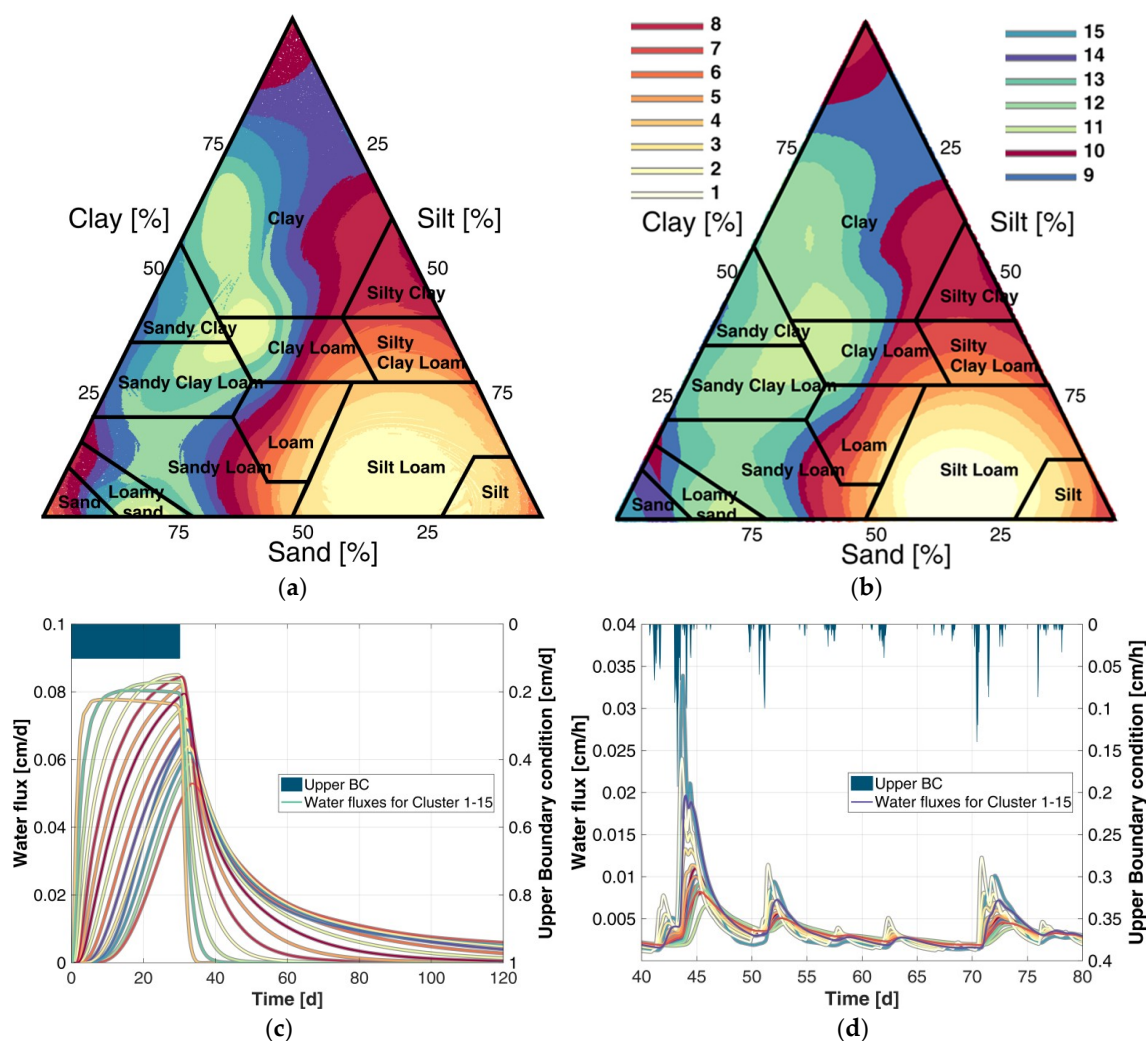 75
25
Clay [%]
Silt [%]
Clay
50
50
Silty Clay
Sandy Clay
Clay Loam
Silty
Clay Loam
Sandy Clay Loam
25
75
Loam
Sandy Loam
Silt Loam
Silt
Sand
Loamy
sand
75
50
25
Sand [%]
(a)
8
7
6
5
4
3
2
1
15
14
13
12
11
10
9
75
25
Clay [%]
Silt [%]
Clay
50
50
Silty Clay
Sandy Clay
Clay Loam
Silty
Clay Loam
Sandy Clay Loam
25
75
Loam
Sandy Loam
Silt Loam
Silt
Sand
Loamy
sand
75
50
25
Sand [%]
(b)
0.1
0.08
0.06
0.04
0.02
0
Water flux [cm/d]
Upper BC
Water fluxes for Cluster 1-15
0
0.2
0.4
0.6
0.8
1
Upper Boundary condition [cm/d]
0
20
40
60
80
100
120
Time [d]
(c)
0.04
0.035
0.03
0.025
0.02
0.015
0.01
0.005
Water flux [cm/h]
Upper BC
Water fluxes for Cluster 1-15
0
0.05
0.1
0.15
0.2
0.25
0.3
0.35
0.4
Upper Boundary condition [cm/h]
40
45
50
55
60
65
70
75
80
Time [d]
(d)